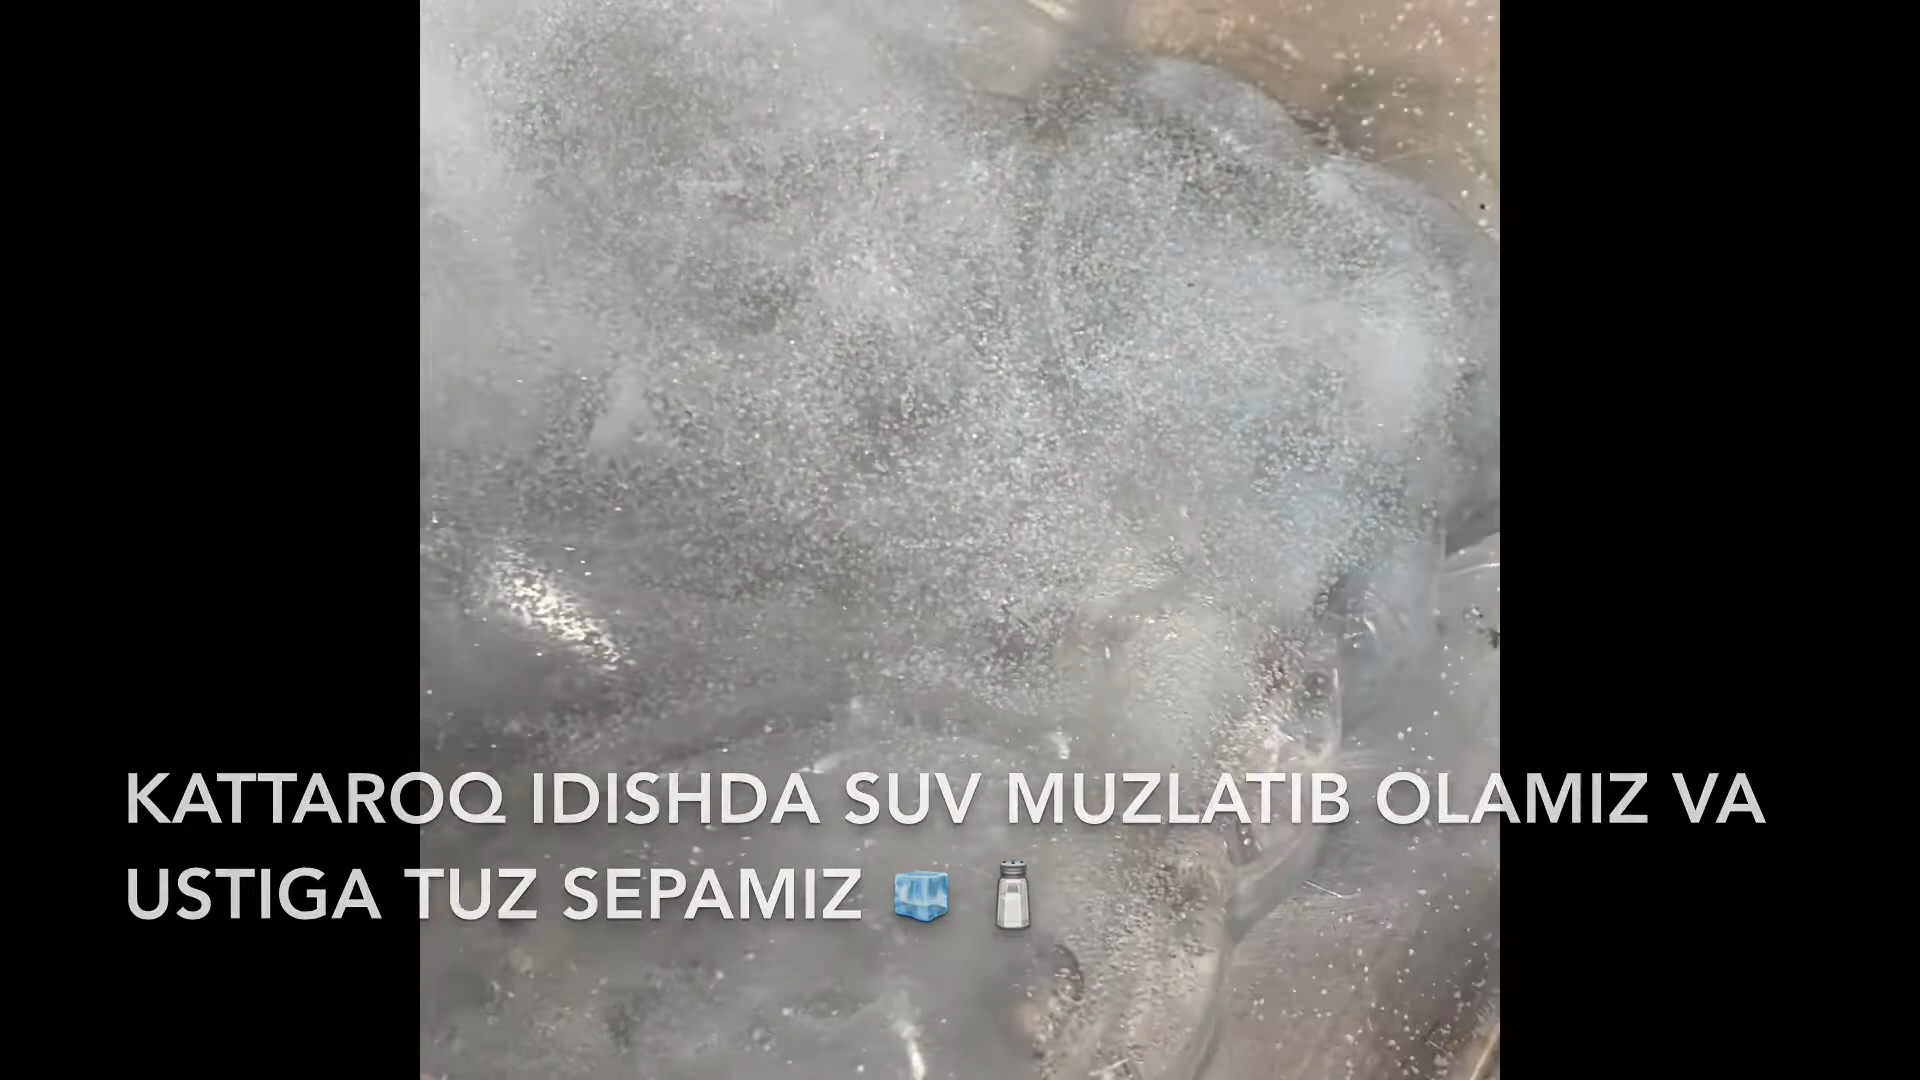 KATTAROQ IDISHDA SUV MUZLATIB OLAMIZ VA
USTIGA TUZ SEPAMIZ 🧊 🧂